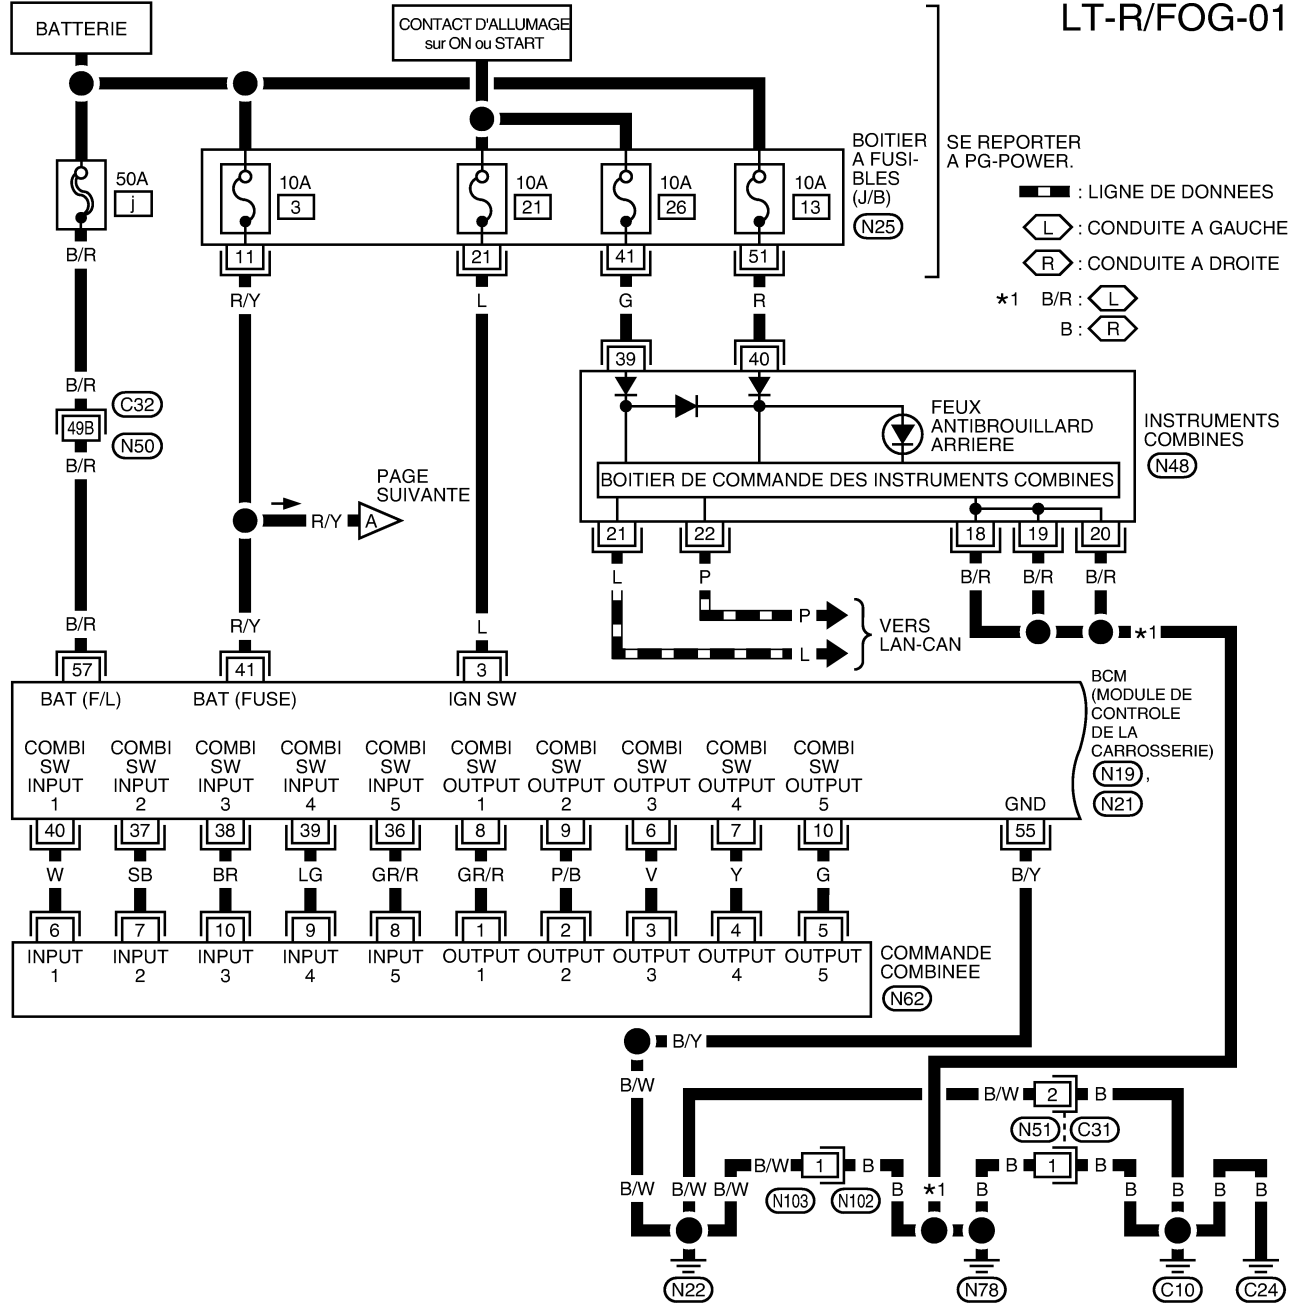 LT-R/FOG-01
BATTERIE
CONTACT D'ALLUMAGE
sur ON ou START
BOITIER
A FUSI-
BLES
(J/B)
N25
SE REPORTER
A PG-POWER.
: LIGNE DE DONNEES
L : CONDUITE A GAUCHE
R : CONDUITE A DROITE
*1 B/R : L
B : R
50A
j
10A
3
10A
21
10A
26
10A
13
11 21 41 51
B/R R/Y L G R
39 40
B/R
C32
49B
N50
B/R
FEUX
ANTIBROUILLARD
ARRIERE
BOITIER DE COMMANDE DES INSTRUMENTS COMBINES
INSTRUMENTS
COMBINES
N48
PAGE
SUIVANTE
R/Y A
21 22 18 19 20
L P B/R B/R B/R
P
L
VERS
LAN-CAN
*1
B/R R/Y L
57 41 3
BAT (F/L) BAT (FUSE) IGN SW
BCM
(MODULE DE
CONTROLE
DE LA
CARROSSERIE)
N19 ,
N21
COMBI COMBI COMBI COMBI COMBI COMBI COMBI COMBI COMBI COMBI
SW SW SW SW SW SW SW SW SW SW
INPUT INPUT INPUT INPUT INPUT OUTPUT OUTPUT OUTPUT OUTPUT OUTPUT
1 2 3 4 5 1 2 3 4 5 GND
40 37 38 39 36 8 9 6 7 10 55
W SB BR LG GR/R GR/R P/B V Y G B/Y
6 7 10 9 8 1 2 3 4 5
INPUT INPUT INPUT INPUT INPUT OUTPUT OUTPUT OUTPUT OUTPUT OUTPUT
1 2 3 4 5 1 2 3 4 5
COMMANDE
COMBINEE
N62
B/Y
B/W
B/W 2 B
N51 C31
B/W 1 B
B 1 B
N103 N102
B/W B/W B/W B *1 B B B B B
N22 N78 C10 C24